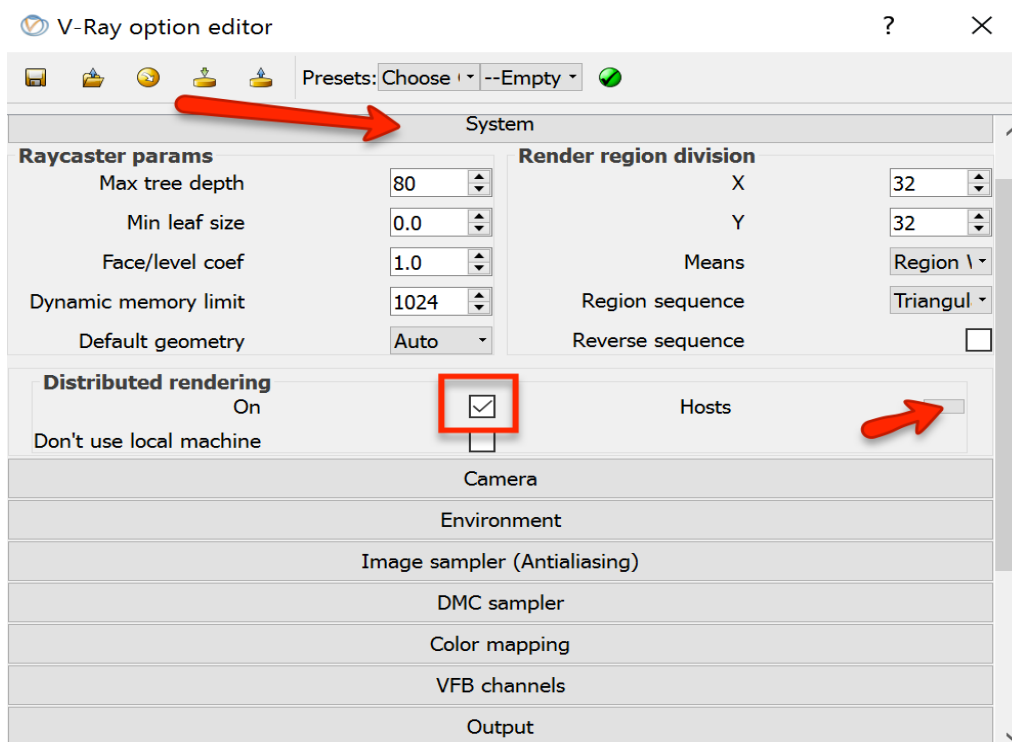 V-Ray option editor
?
Presets: Choose --Empty
System
Raycaster params
Render region division
Max tree depth 80
X 32
Min leaf size 0.0
Y 32
Face/level coef 1.0
Means Region
Dynamic memory limit 1024
Region sequence Triangul
Default geometry Auto
Reverse sequence
Distributed rendering
On
Hosts
Don't use local machine
Camera
Environment
Image sampler (Antialiasing)
DMC sampler
Color mapping
VFB channels
Output